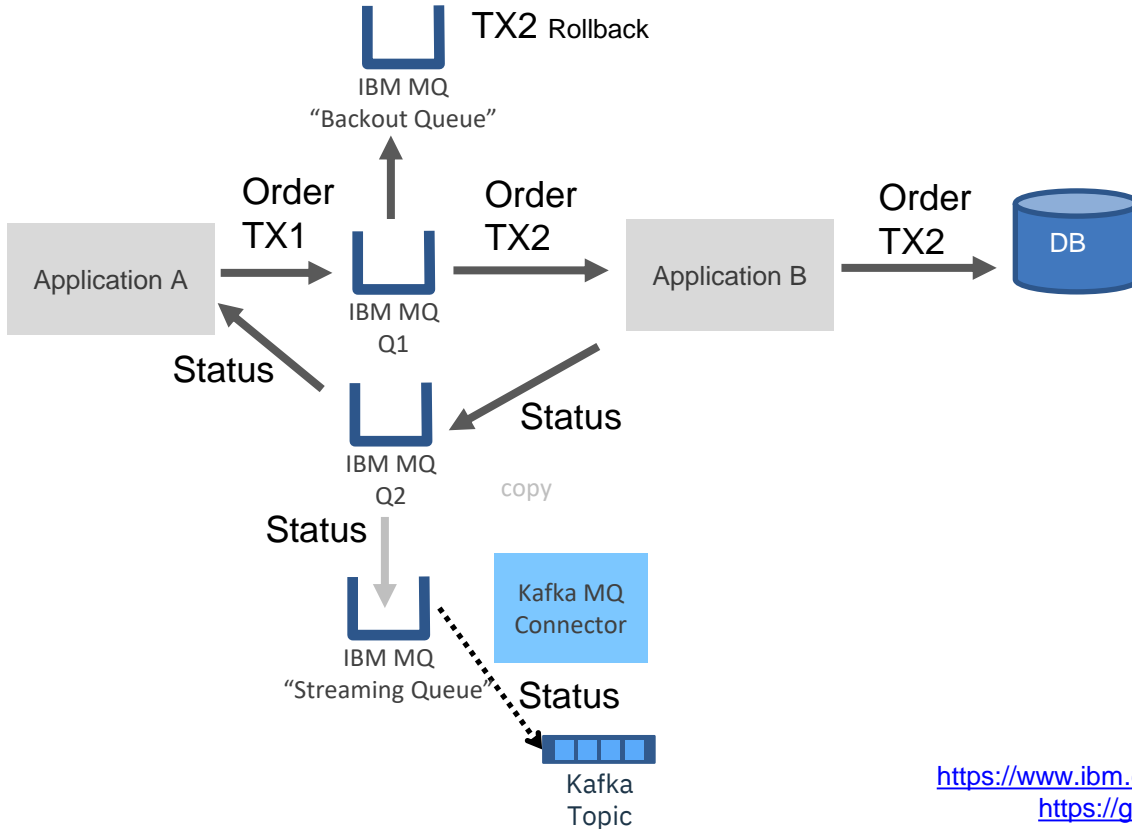 TX2 Rollback
IBM MQ
“Backout Queue”
Order
TX1
Order
TX2
Order
TX2
Application A
IBM MQ
Q1
Application B
DB
Status
Status
IBM MQ
Q2
copy
Status
Kafka MQ
Connector
IBM MQ
“Streaming Queue”
Status
Kafka
Topic
https://www.ibm.
https://g